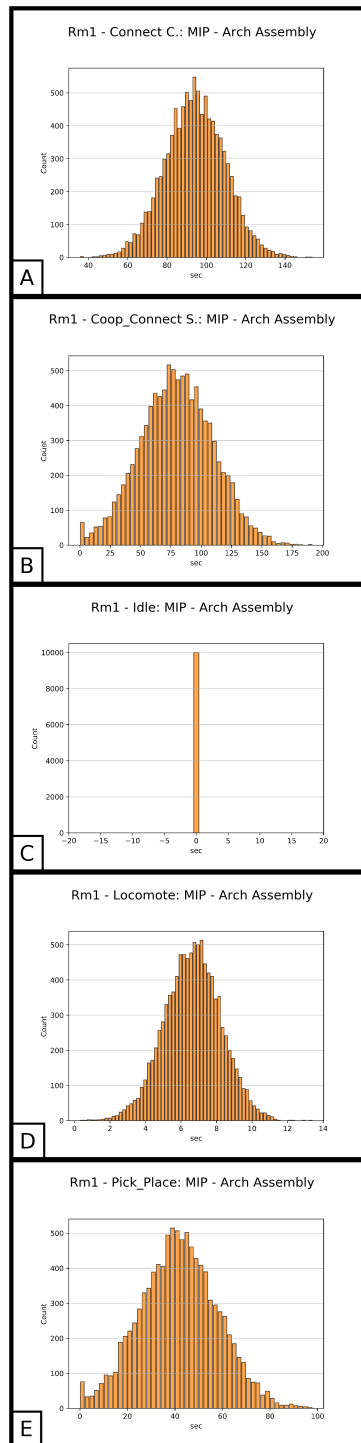 Rm1 - Connect C.: MIP - Arch Assembly
500
400
300
200
100
0
Count
40 60 80 100 120 140
sec
A
Rm1 - Coop_Connect S.: MIP - Arch Assembly
500
400
300
200
100
0
Count
0 25 50 75 100 125 150 175 200
sec
B
Rm1 - Idle: MIP - Arch Assembly
10000
8000
6000
4000
2000
0
Count
−20 −15 −10 −5 0 5 10 15 20
sec
C
Rm1 - Locomote: MIP - Arch Assembly
500
400
300
200
100
0
Count
0 2 4 6 8 10 12 14
sec
D
Rm1 - Pick_Place: MIP - Arch Assembly
500
400
300
200
100
0
Count
0 20 40 60 80 100
sec
E